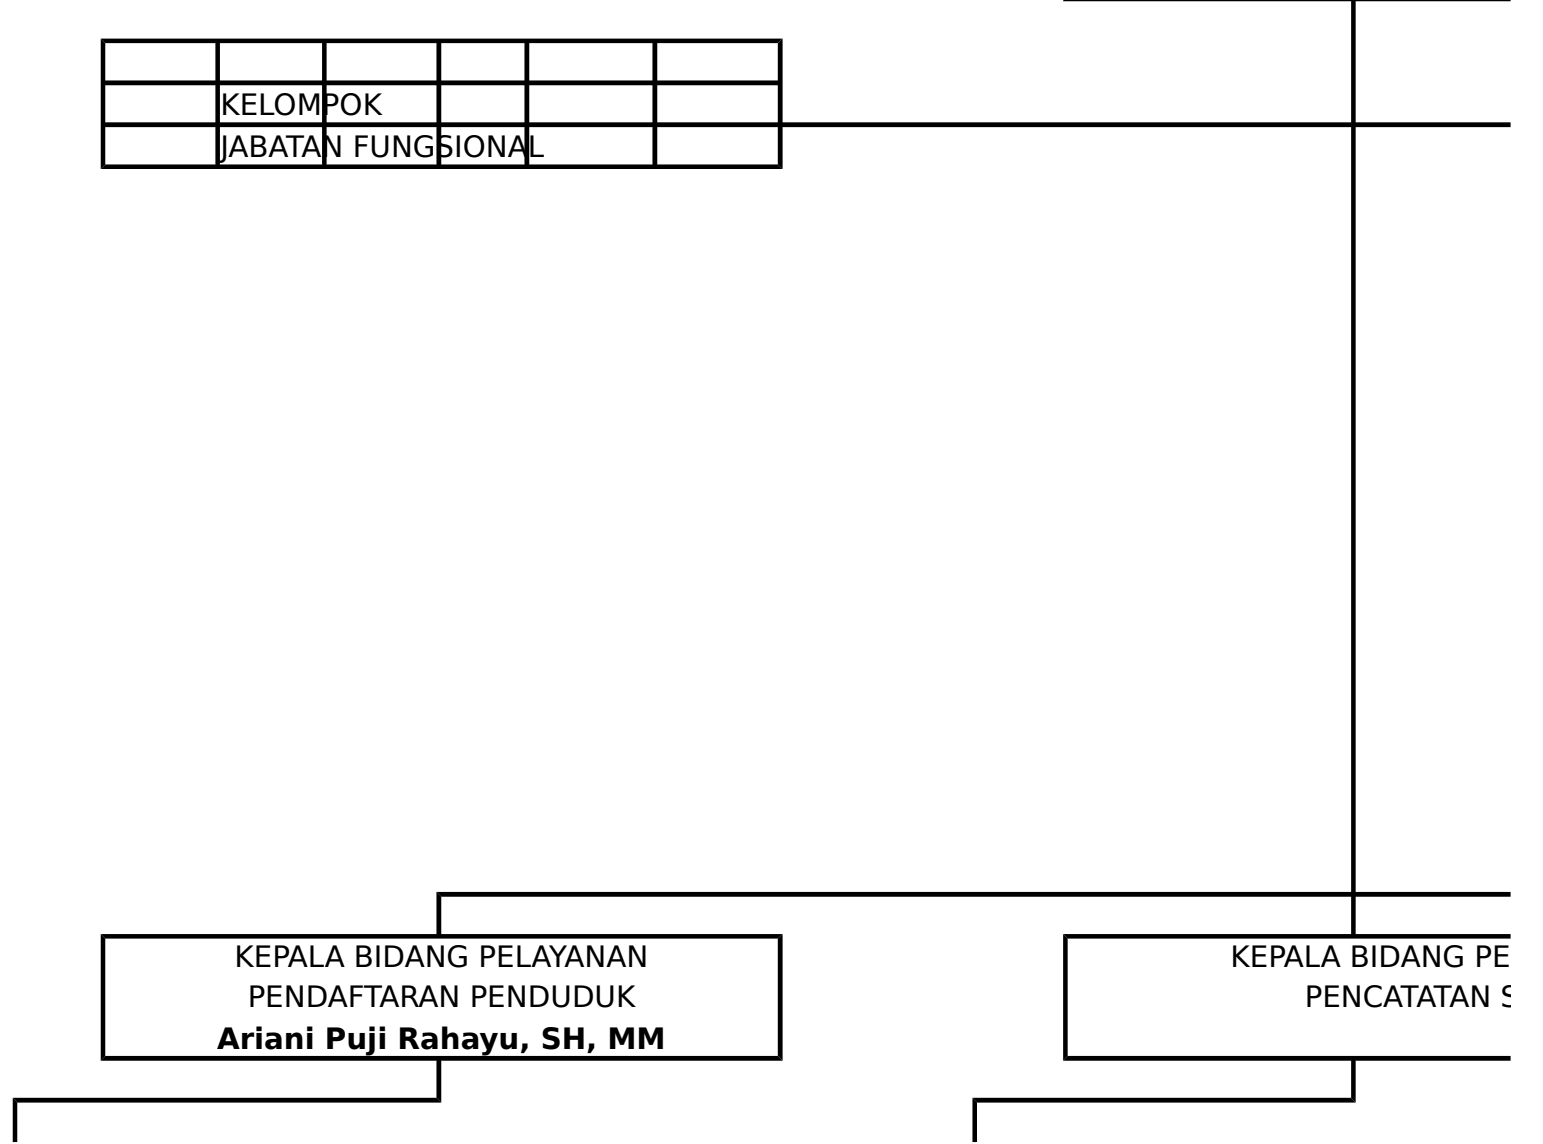 KELOMPOK
JABATAN FUNGSIONAL
KEPALA BIDANG PELAYANAN
PENDAFTARAN PENDUDUK
Ariani Puji Rahayu, SH, MM
KEPALA BIDANG PE
PENCATATAN S